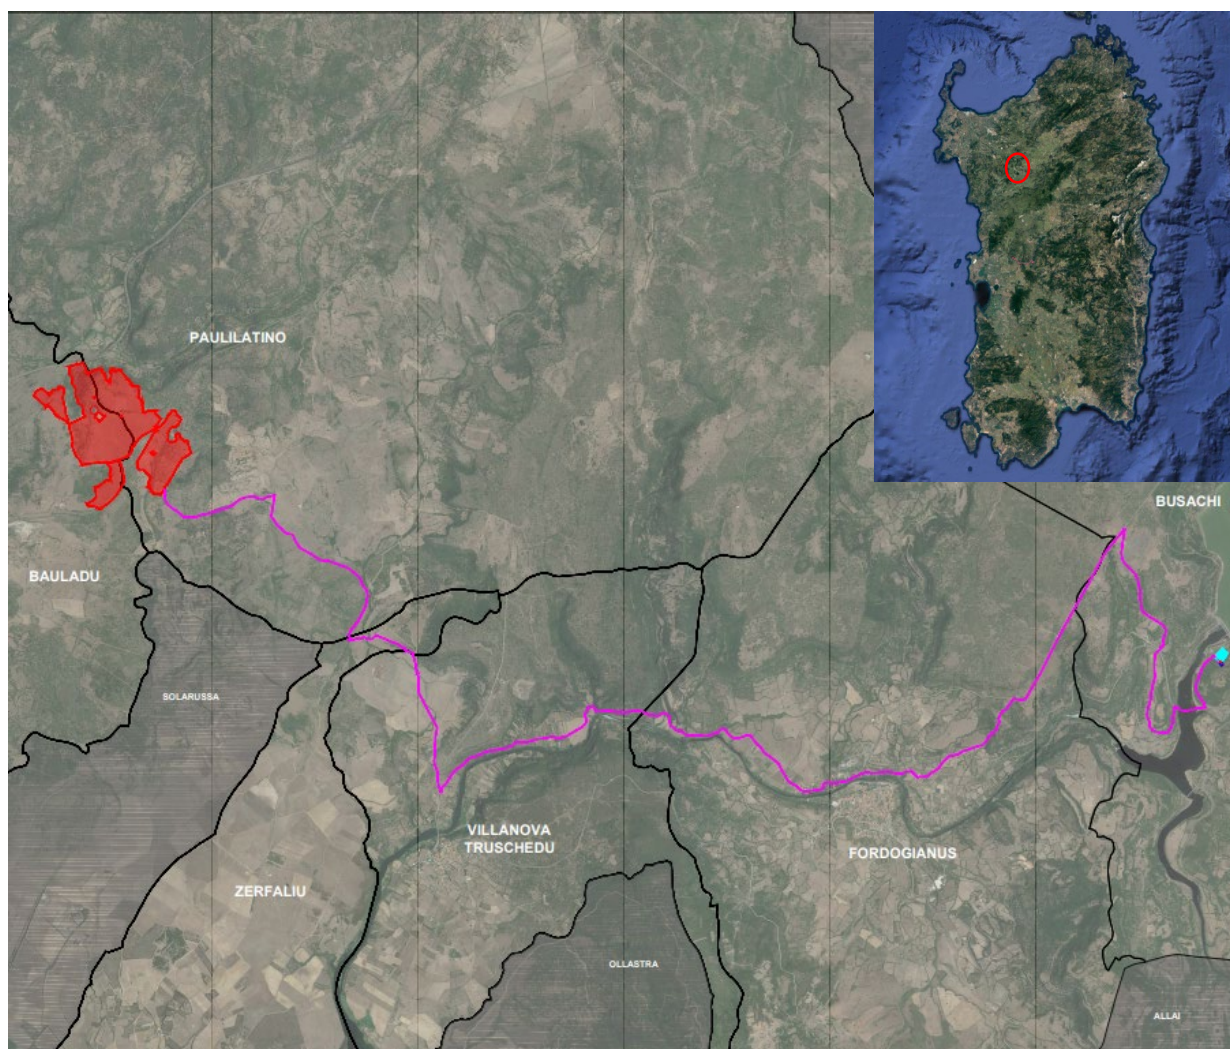 PAULILATINO
BUSACHI
BAULADU
SOLARUSSA
VILLANOVA
TRUSCHEDU
FORDOGIANUS
ZERFALIU
OLLASTRA
ALLAI